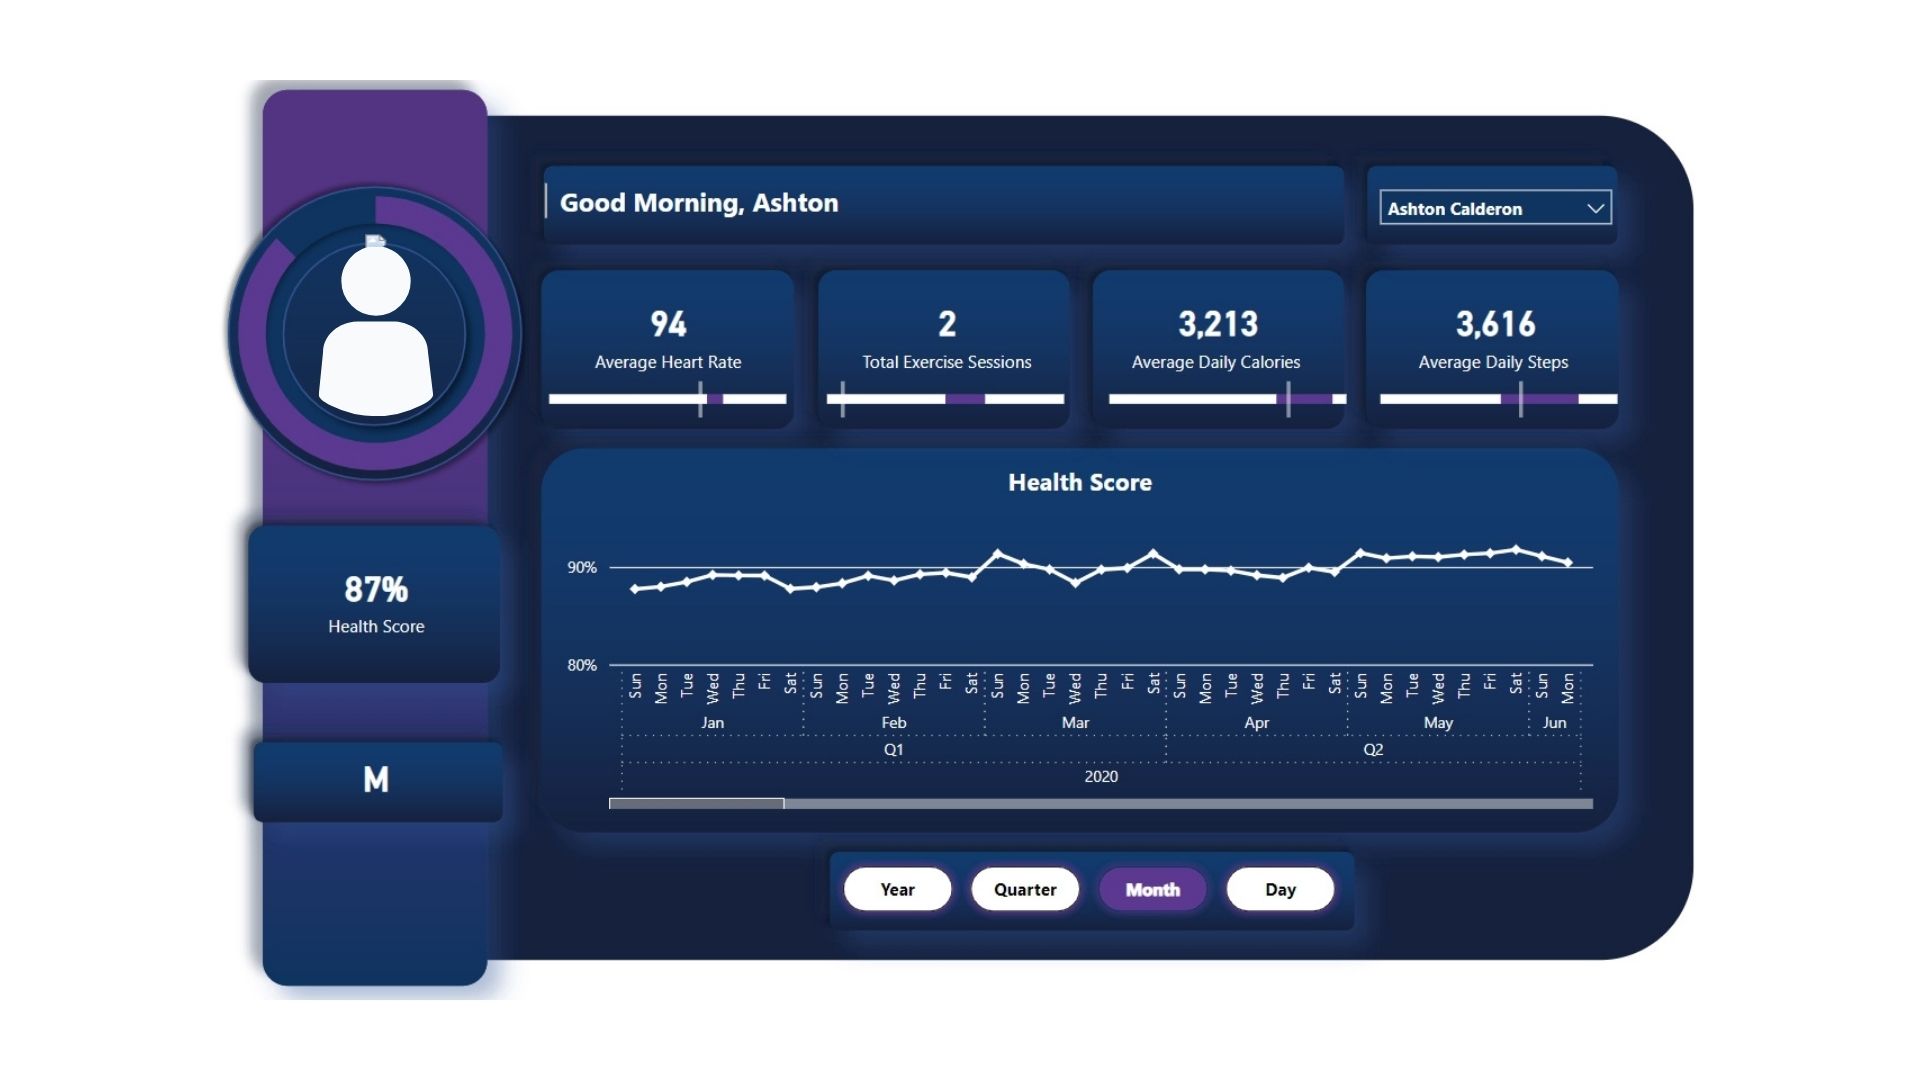 Good Morning, Ashton
Ashton Calderon
94
Average Heart Rate
2
Total Exercise Sessions
3,213
Average Daily Calories
3,616
Average Daily Steps
87%
Health Score
M
Health Score
90%
80%
Sun Mon Tue Wed Thu Fri Sat Sun Mon Tue Wed Thu Fri Sat Sun Mon Tue Wed Thu Fri Sat Sun Mon Tue Wed Thu Fri Sat Sun Mon Tue Wed Thu Fri Sat Sun Mon
Jan Feb Mar Apr May Jun
Q1 Q2
2020
Year Quarter Month Day